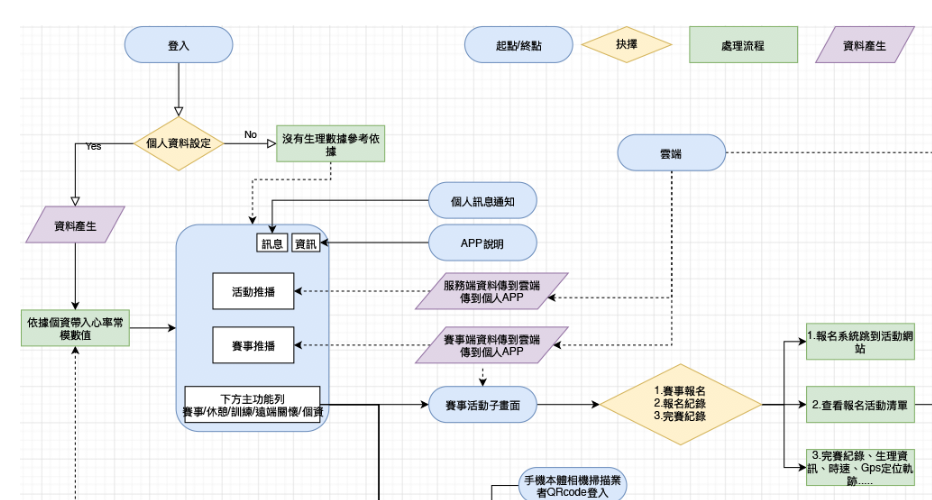 登入
起點/終點
抉擇
處理流程
資料產生
No
Yes
個人資料設定
沒有生理數據參考依
據
雲端
個人訊息通知
資料產生
訊息
資訊
APP說明
活動推播
服務端資料傳到雲端
傳到個人APP
依據個資帶入心率常
模數值
賽事推播
賽事端資料傳到雲端
傳到個人APP
1.報名系統跳到活動網
站
下方主功能列
賽事/休憩/訓練/遠端關懷/個資
賽事活動子畫面
1.賽事報名
2.報名紀錄
3.完賽紀錄
2.查看報名活動清單
3.完賽紀錄、生理資
訊、時速、Gps定位軌
跡.....
手機本體相機掃描業
者QRcode登入